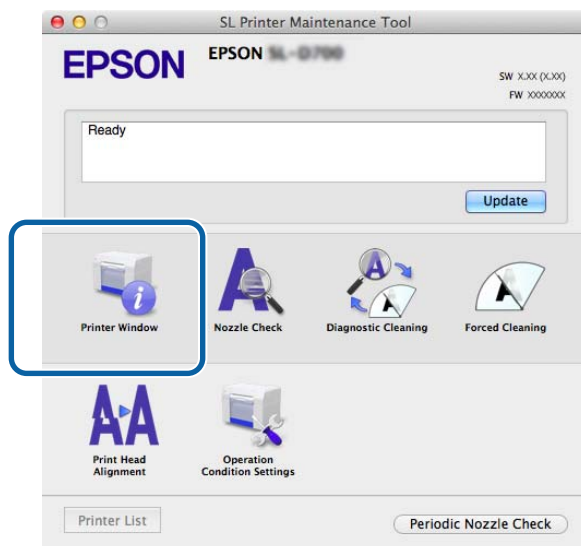 SL Printer Maintenance Tool
EPSON
EPSON
SW X.XX (X.XX)
FW XXXXXXX
Ready
Update
Printer Window
Nozzle Check
Diagnostic Cleaning
Forced Cleaning
Print Head
Alignment
Operation
Condition Settings
Printer List
Periodic Nozzle Check